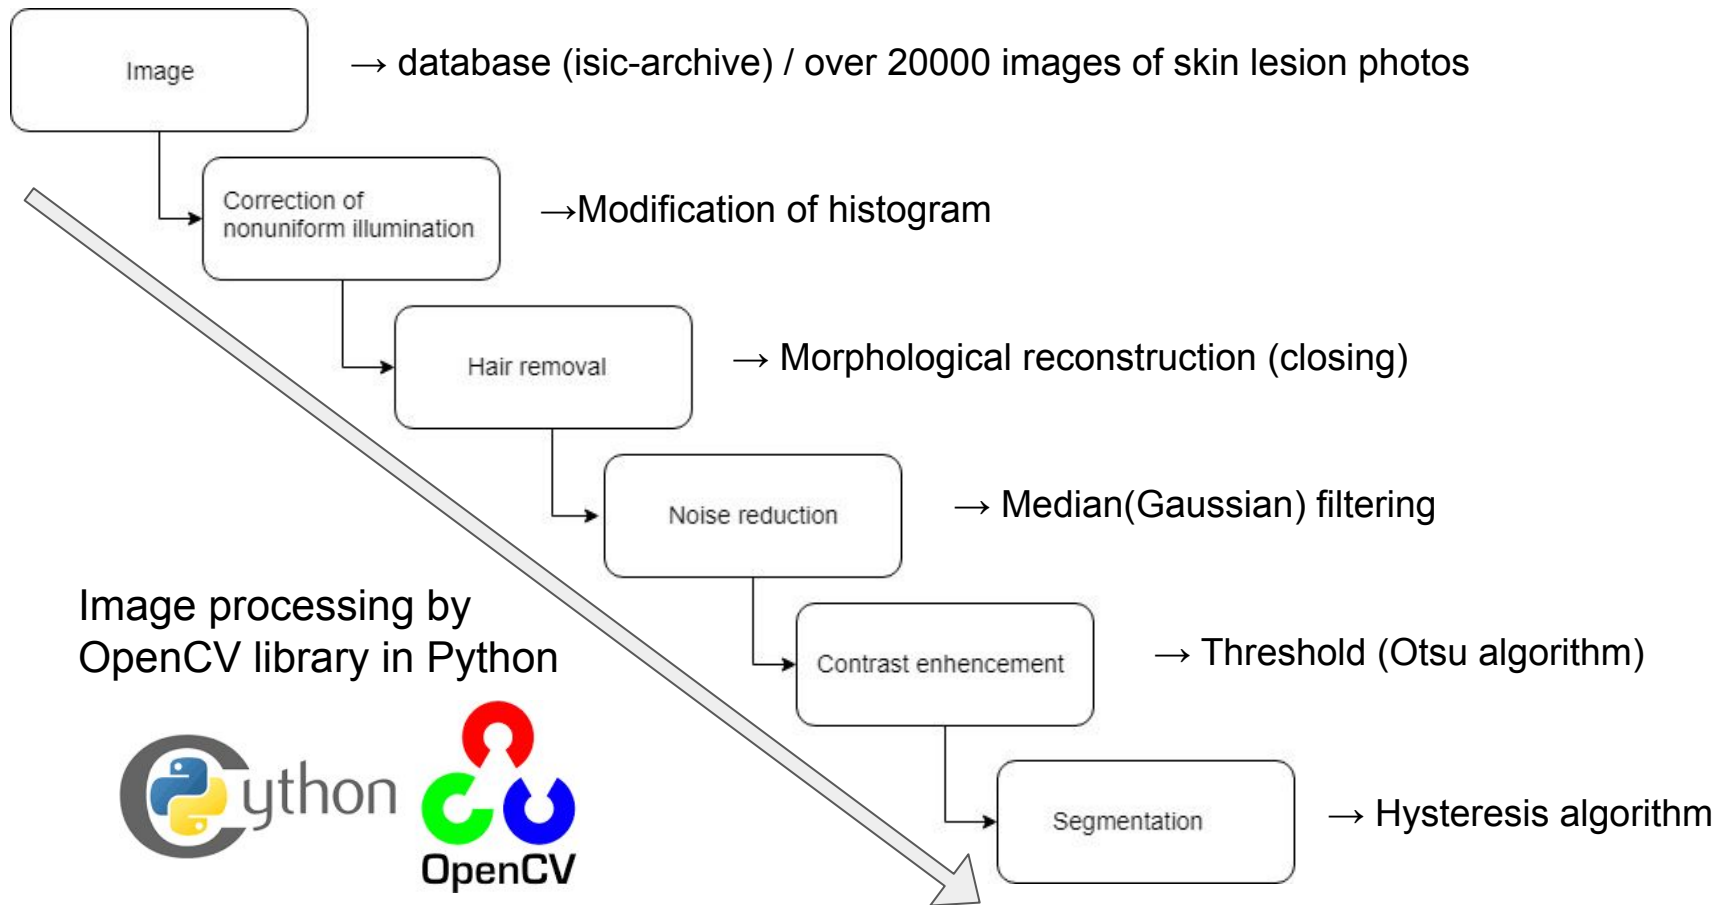 Image
→ database (isic-archive) / over 20000 images of skin lesion photos
Correction of
nonuniform illumination
→Modification of histogram
Hair removal
→ Morphological reconstruction (closing)
Noise reduction
→ Median(Gaussian) filtering
Contrast enhencement
→ Threshold (Otsu algorithm)
Segmentation
→ Hysteresis algorithm
Image processing by
OpenCV library in Python
Cython
OpenCV